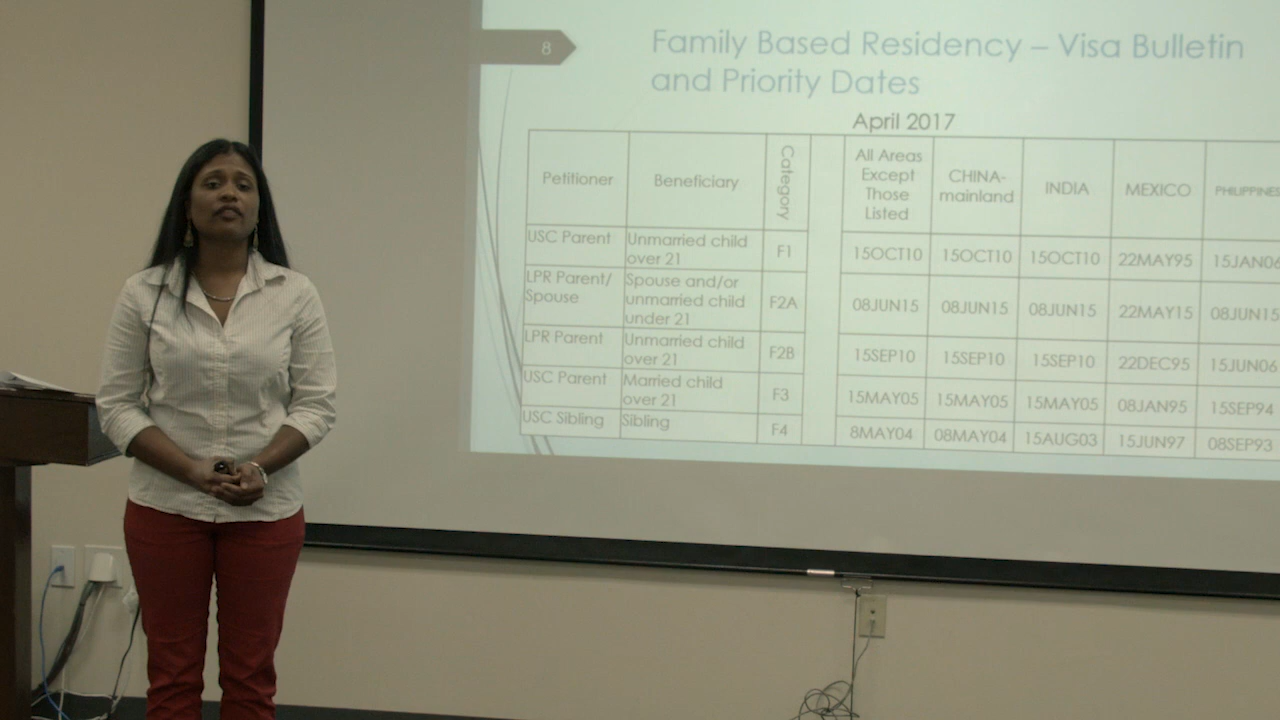 8
Family Based Residency – Visa Bulletin
and Priority Dates
April 2017
Petitioner
Beneficiary
Category
All Areas
Except
Those
Listed
CHINA-
mainland
INDIA
MEXICO
PHILIPPINES
USC Parent
Unmarried child
over 21
F1
15OCT10
15OCT10
15OCT10
22MAY95
15JAN06
LPR Parent/
Spouse
Spouse and/or
unmarried child
under 21
F2A
08JUN15
08JUN15
08JUN15
22MAY15
08JUN15
LPR Parent
Unmarried child
over 21
F2B
15SEP10
15SEP10
15SEP10
22DEC95
15JUN06
USC Parent
Married child
over 21
F3
15MAY05
15MAY05
15MAY05
08JAN95
15SEP94
USC Sibling
Sibling
F4
8MAY04
08MAY04
15AUG03
15JUN97
08SEP93